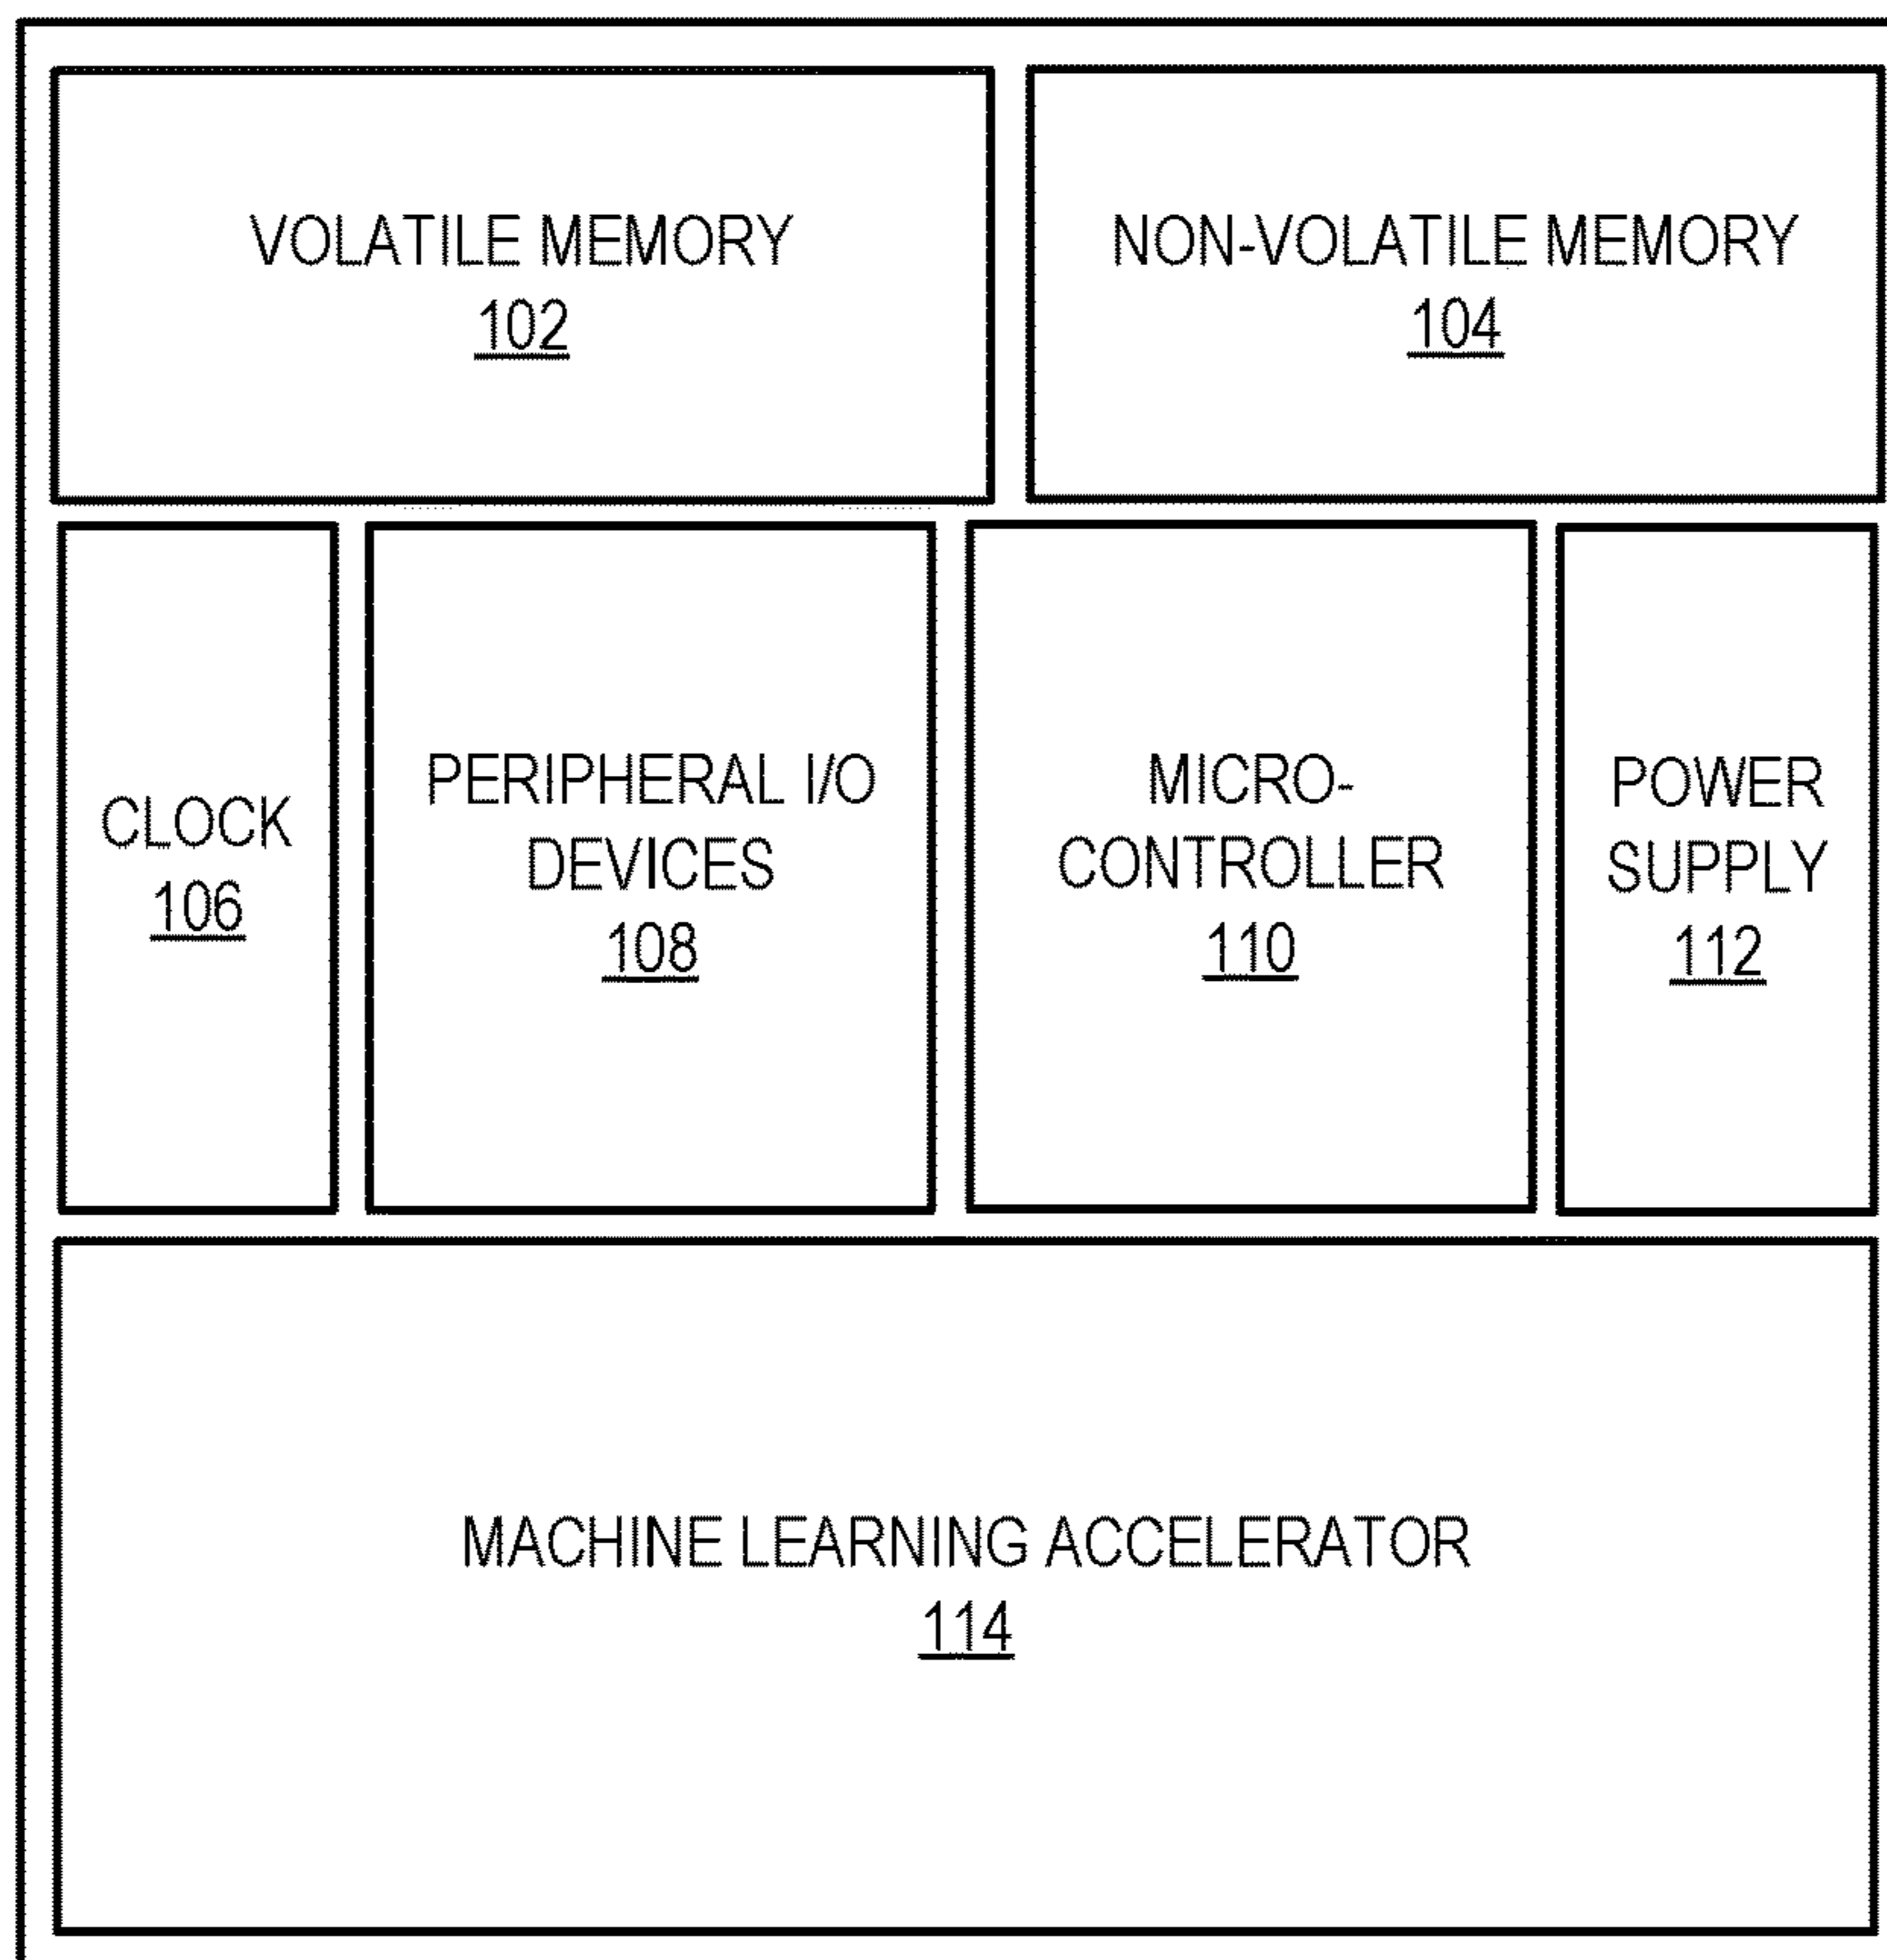 VOLATILE MEMORY
102
NON-VOLATILE MEMORY
104
CLOCK
106
PERIPHERAL I/O
DEVICES
108
MICRO-
CONTROLLER
110
POWER
SUPPLY
112
MACHINE LEARNING ACCELERATOR
114